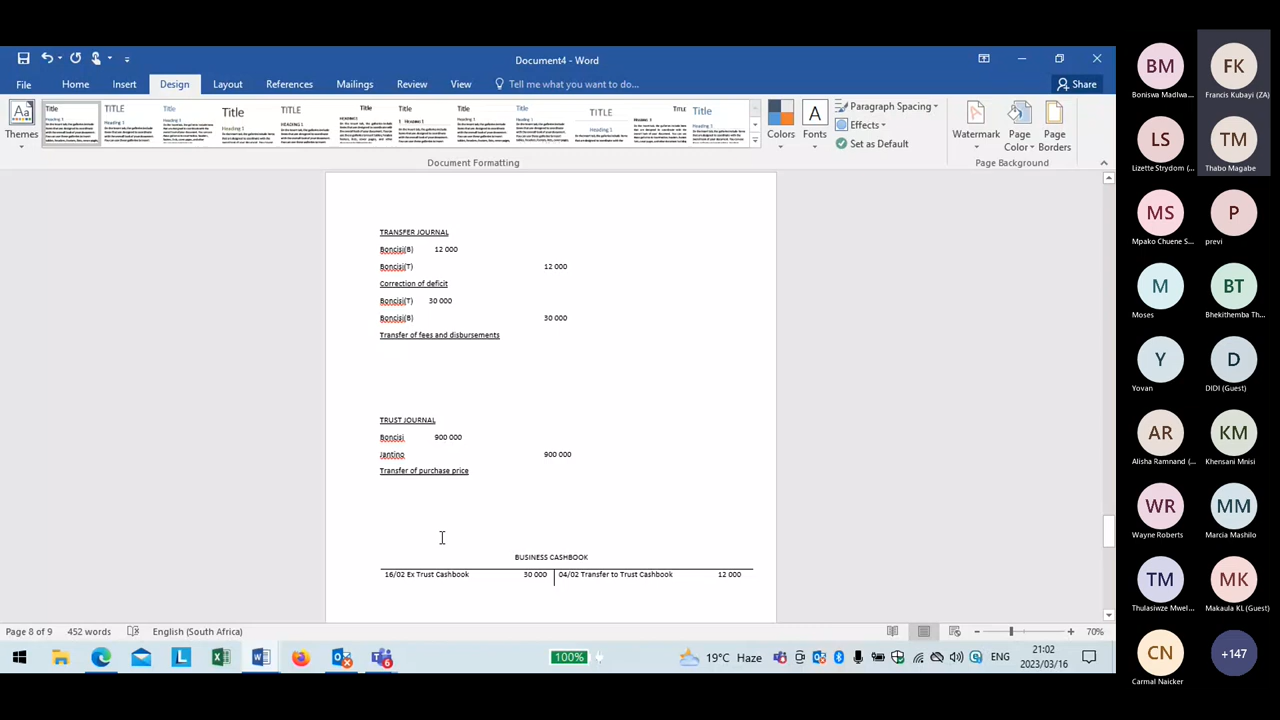 Document4 - Word
File Home Insert Design Layout References Mailings Review View Tell me what you want to do... Share
Themes
Colors Fonts
Paragraph Spacing
Effects
Set as Default
Watermark Page Color Page Borders
Document Formatting Page Background
TRANSFER JOURNAL
Boncisi(B) 12 000
Boncisi(T) 12 000
Correction of deficit
Boncisi(T) 30 000
Boncisi(B) 30 000
Transfer of fees and disbursements
TRUST JOURNAL
Boncisi 900 000
Jantino 900 000
Transfer of purchase price
BUSINESS CASHBOOK
16/02 Ex Trust Cashbook 30 000 04/02 Transfer to Trust Cashbook 12 000
Page 8 of 9 452 words English (South Africa) 70%
100% 19°C Haze ENG 21:02
2023/03/16
BM FK
Boniswa Madlwa... Francis Kubayi (ZA)
LS TM
Lizette Strydom (... Thabo Magabe
MS P
Mpako Chuene S... previ
M BT
Moses Bhekithemba Th...
Y D
Yovan DIDI (Guest)
AR KM
Alisha Ramnand (... Khensani Mnisi
WR MM
Wayne Roberts Marcia Mashilo
TM MK
Thulasiwze Mwel... Makaula KL (Guest)
CN +147
Carmal Naicker